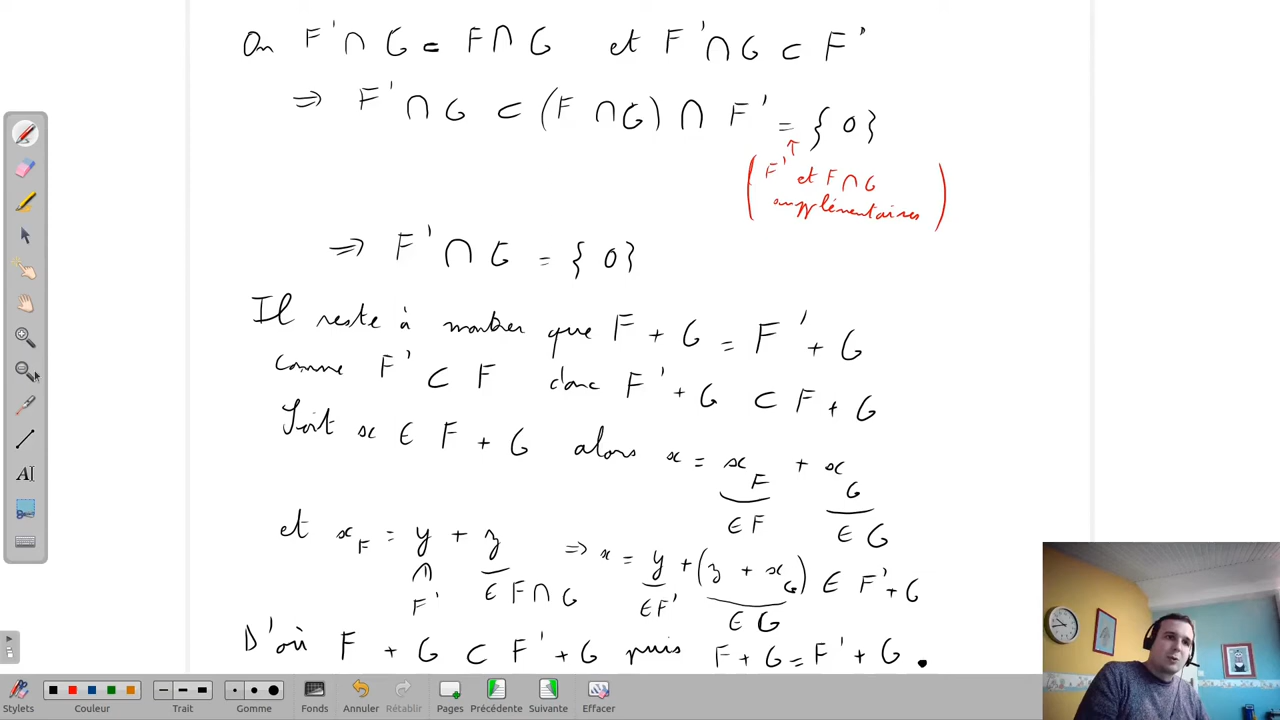 On F'∩G ⊂ F∩G et F'∩G ⊂ F'
⇒ F'∩G ⊂ (F∩G)∩F' = {0}
↑
(F' et F∩G
supplémentaires)
⇒ F'∩G = {0}
Il reste à montrer que F + G = F' + G
comme F' ⊂ F donc F' + G ⊂ F + G
Soit x ∈ F + G alors x = x_F + x_G
∈ F ∈ G
et x_F = y + z ⇒ x = y + (z + x_G) ∈ F' + G
∈ F' ∈ F∩G ∈ F' ∈ G
D'où F + G ⊂ F' + G puis F + G = F' + G.
AI
Stylets Couleur Trait Gomme Fonds Annuler Rétablir Pages Précédente Suivante Effacer